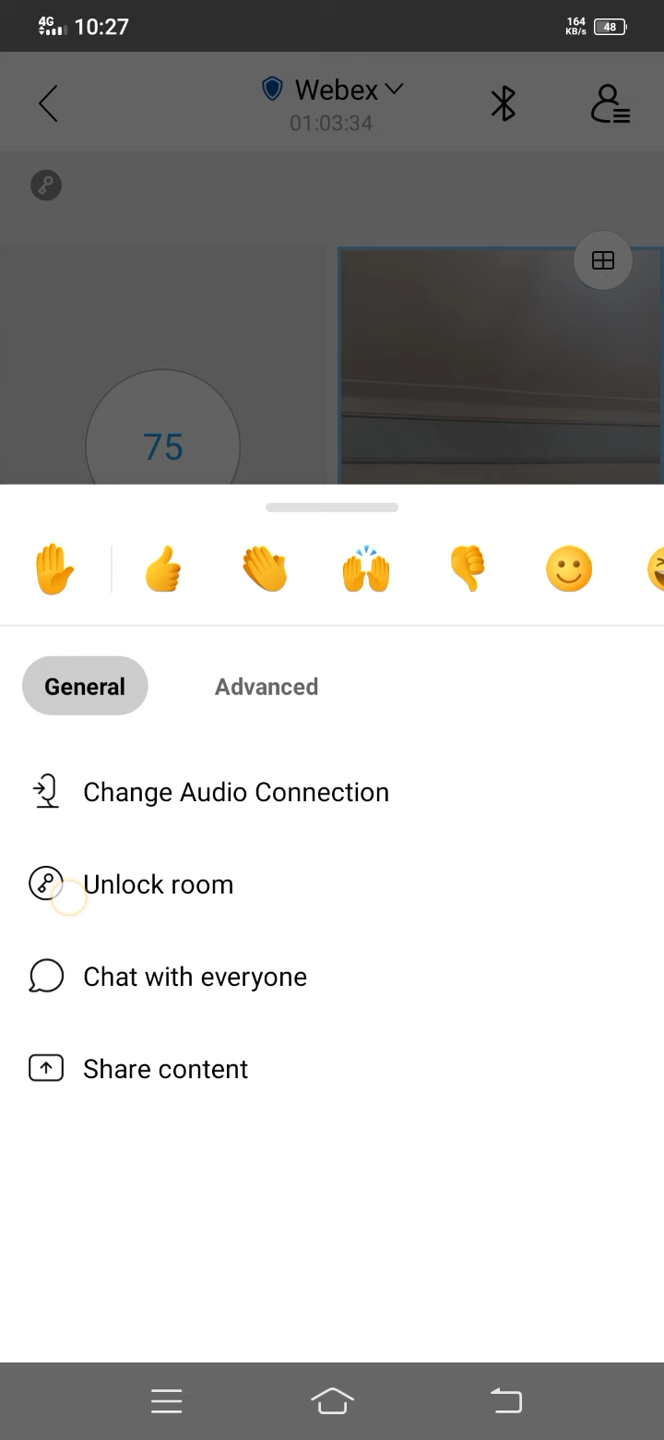 4G 10:27 164 KB/s 48
Webex
01:03:34
75
General Advanced
Change Audio Connection
Unlock room
Chat with everyone
Share content